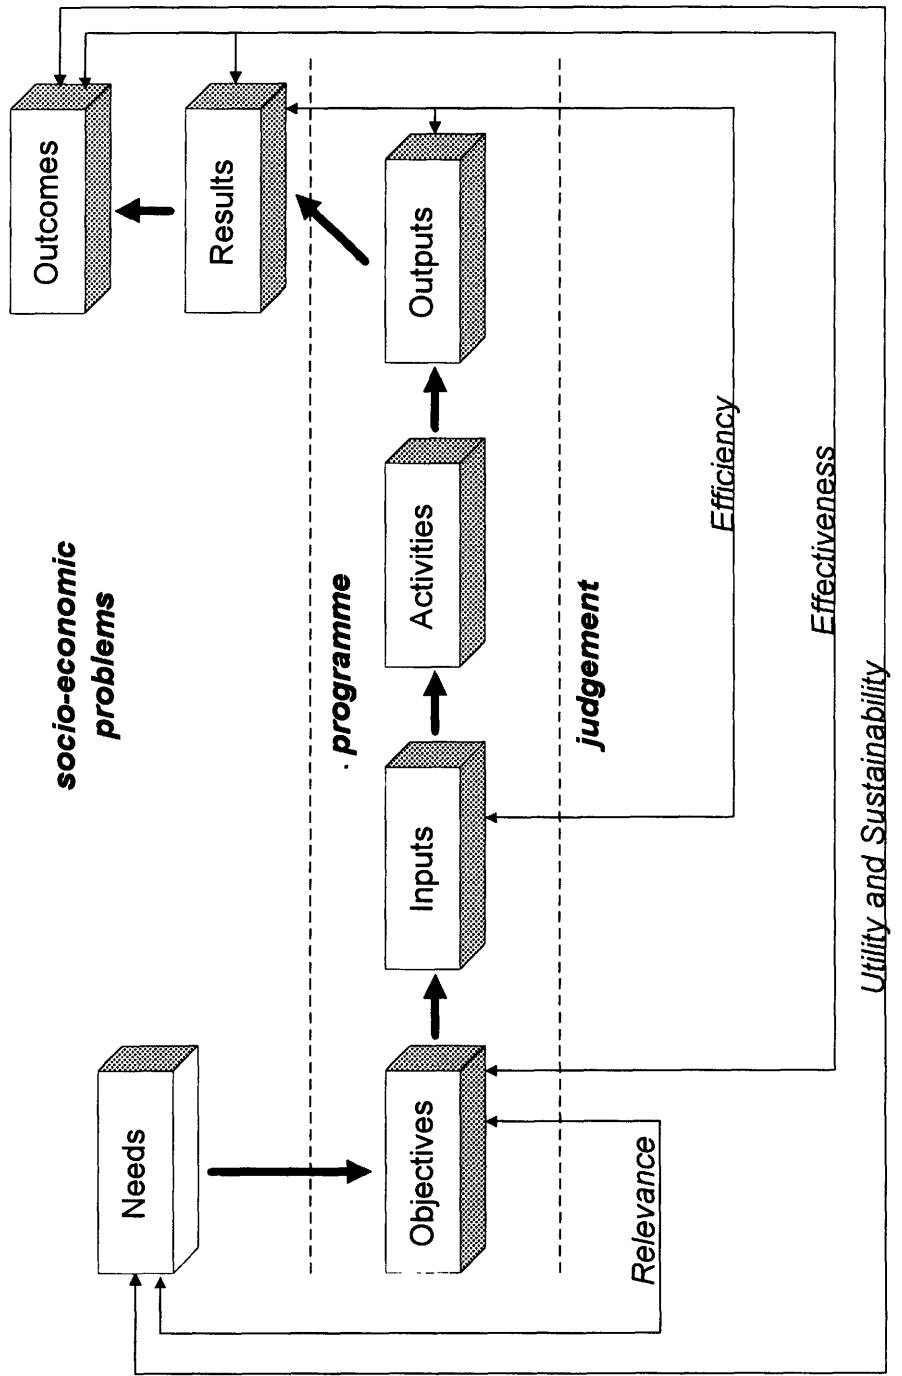 socio-economic
problems
Needs
Results
Outcomes
programme
Objectives
Inputs
Activities
Outputs
judgement
Relevance
Efficiency
Effectiveness
Utility and Sustainability